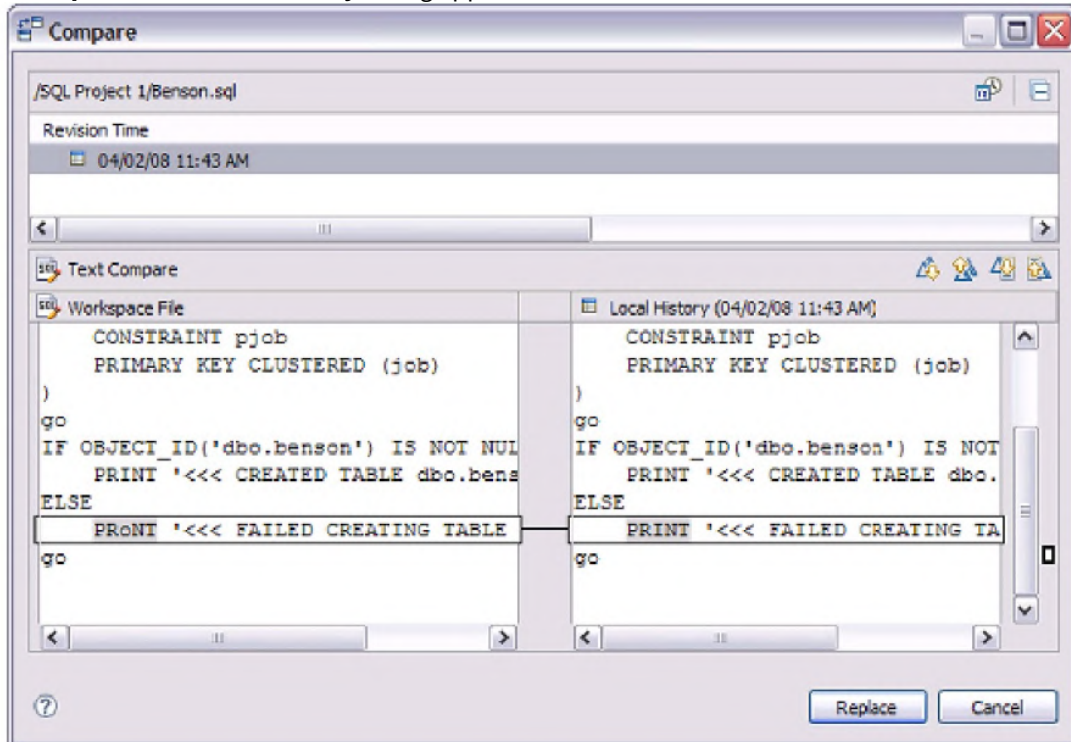 Compare
/SQL Project 1/Benson.sql
Revision Time
04/02/08 11:43 AM
Text Compare
Workspace File
CONSTRAINT pjob
PRIMARY KEY CLUSTERED (job)
)
go
IF OBJECT_ID('dbo.benson') IS NOT NUL
PRINT '<<< CREATED TABLE dbo.bens
ELSE
PRoNT '<<< FAILED CREATING TABLE
go
Local History (04/02/08 11:43 AM)
CONSTRAINT pjob
PRIMARY KEY CLUSTERED (job)
)
go
IF OBJECT_ID('dbo.benson') IS NOT
PRINT '<<< CREATED TABLE dbo.
ELSE
PRINT '<<< FAILED CREATING TA
go
Replace
Cancel